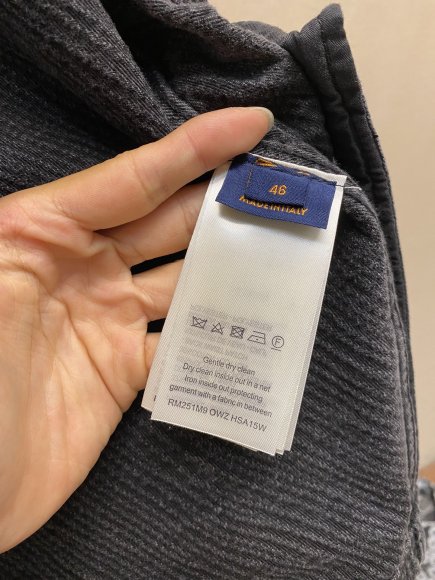 46
MADE IN ITALY
Gentle dry clean
Dry clean inside out in a net
Iron inside out protecting
garment with a fabric in between
RM251M9 OWZ HSA15W